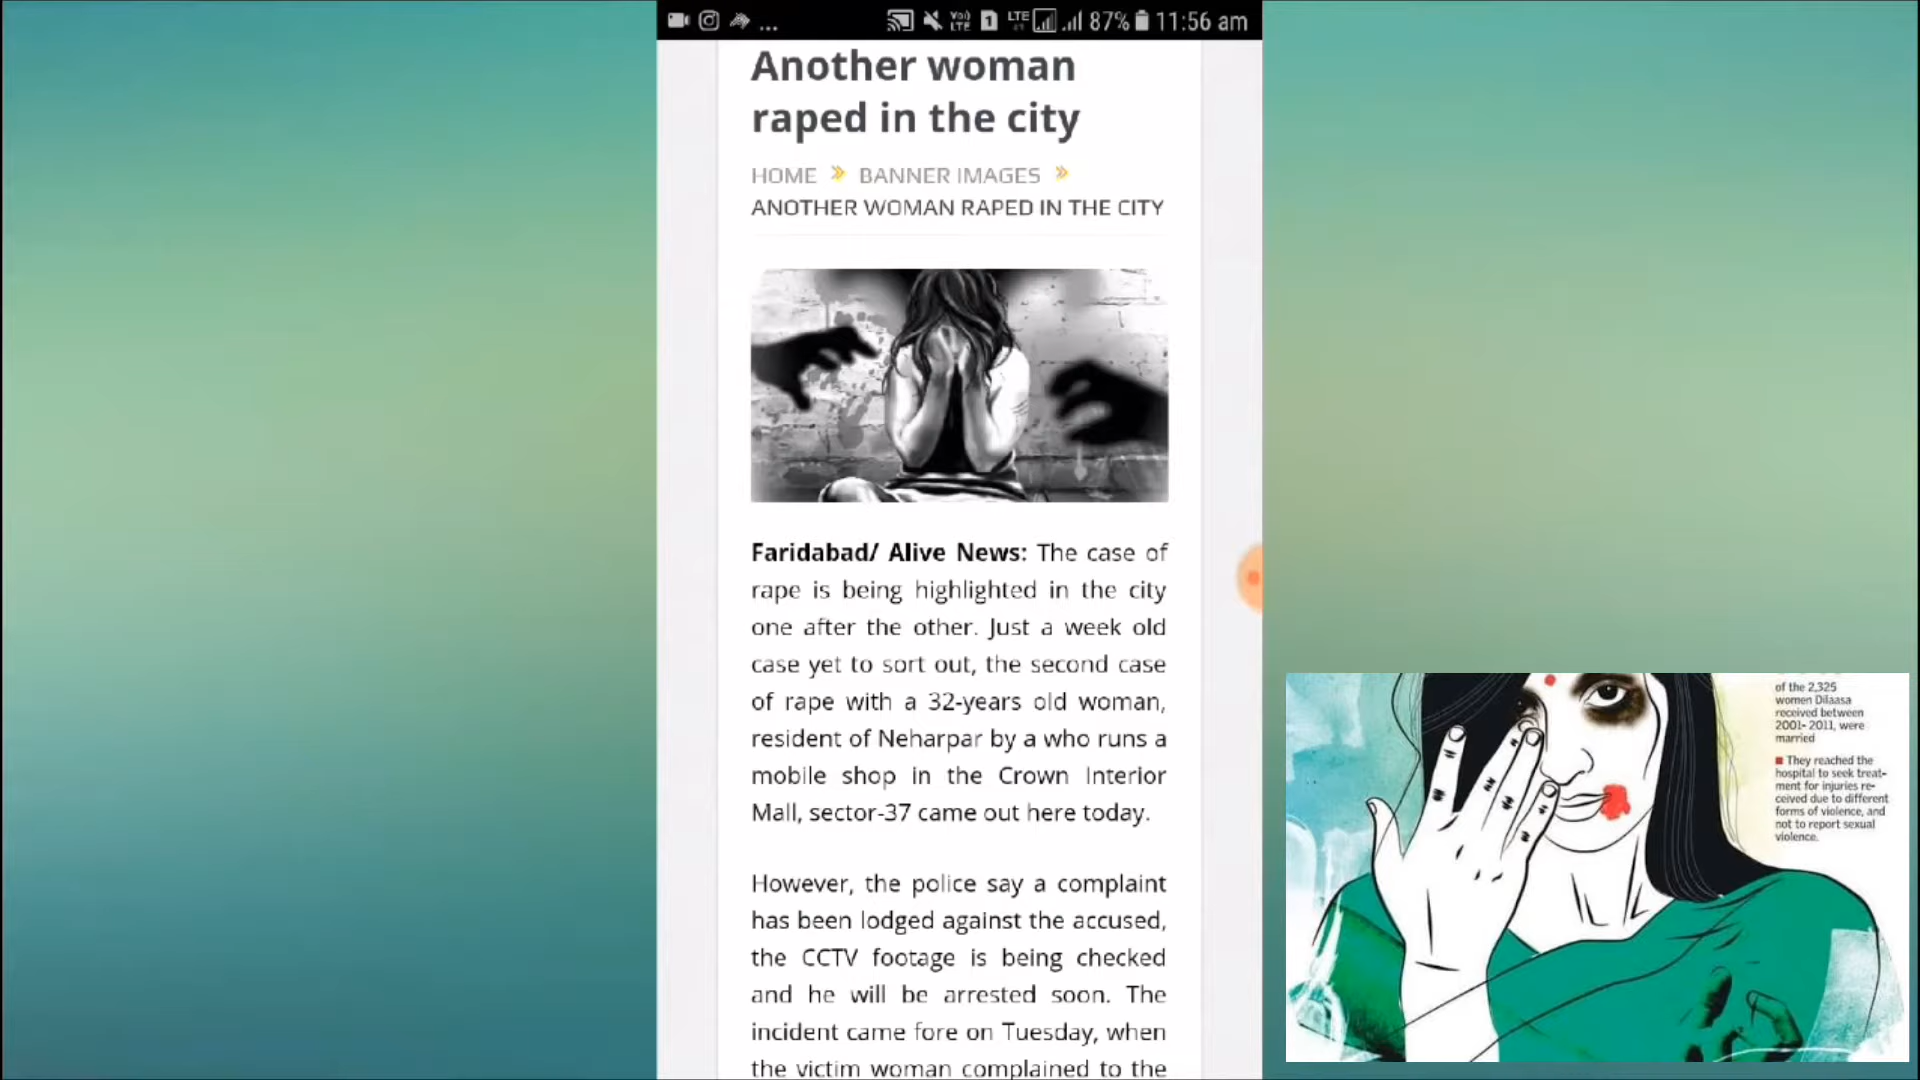 87% 11:56 am
Another woman
raped in the city
HOME » BANNER IMAGES »
ANOTHER WOMAN RAPED IN THE CITY
Faridabad/ Alive News: The case of
rape is being highlighted in the city
one after the other. Just a week old
case yet to sort out, the second case
of rape with a 32-years old woman,
resident of Neharpar by a who runs a
mobile shop in the Crown Interior
Mall, sector-37 came out here today.
However, the police say a complaint
has been lodged against the accused,
the CCTV footage is being checked
and he will be arrested soon. The
incident came fore on Tuesday, when
the victim woman complained to the
of the 2,325
women Dilaasa
received between
2001- 2011, were
married
■ They reached the
hospital to seek treat-
ment for injuries re-
ceived due to different
forms of violence, and
not to report sexual
violence.